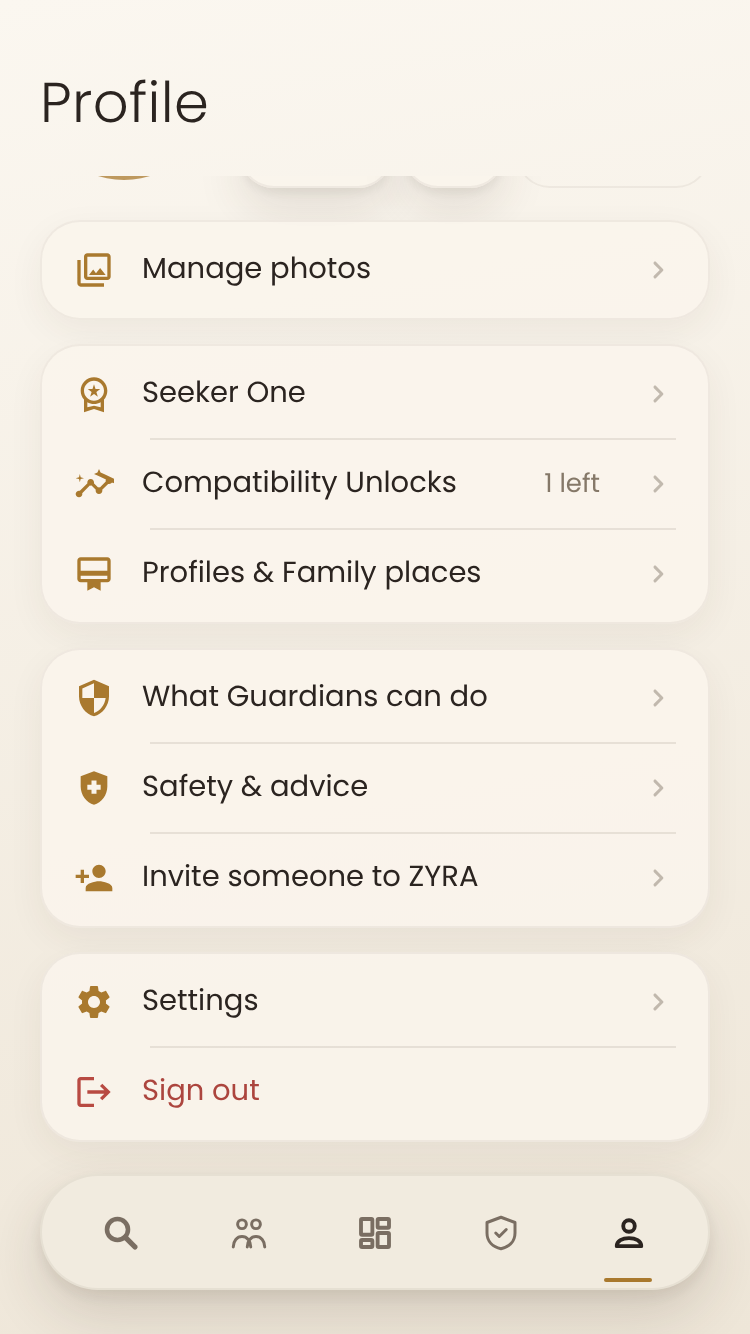 Profile
Manage photos
Seeker One
Compatibility Unlocks 1 left
Profiles & Family places
What Guardians can do
Safety & advice
Invite someone to ZYRA
Settings
Sign out